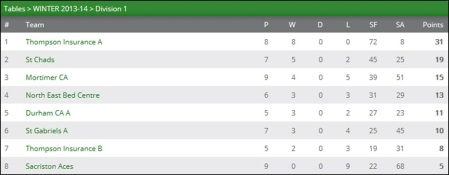 Tables > WINTER 2013-14 > Division 1
# Team P W D L SF SA Points
1 Thompson Insurance A 8 8 0 0 72 8 31
2 St Chads 7 5 0 2 45 25 19
3 Mortimer CA 9 4 0 5 39 51 15
4 North East Bed Centre 6 3 0 3 31 29 13
5 Durham CA A 5 3 0 2 27 23 11
6 St Gabriels A 7 3 0 4 25 45 10
7 Thompson Insurance B 5 2 0 3 19 31 8
8 Sacriston Aces 9 0 0 9 22 68 5